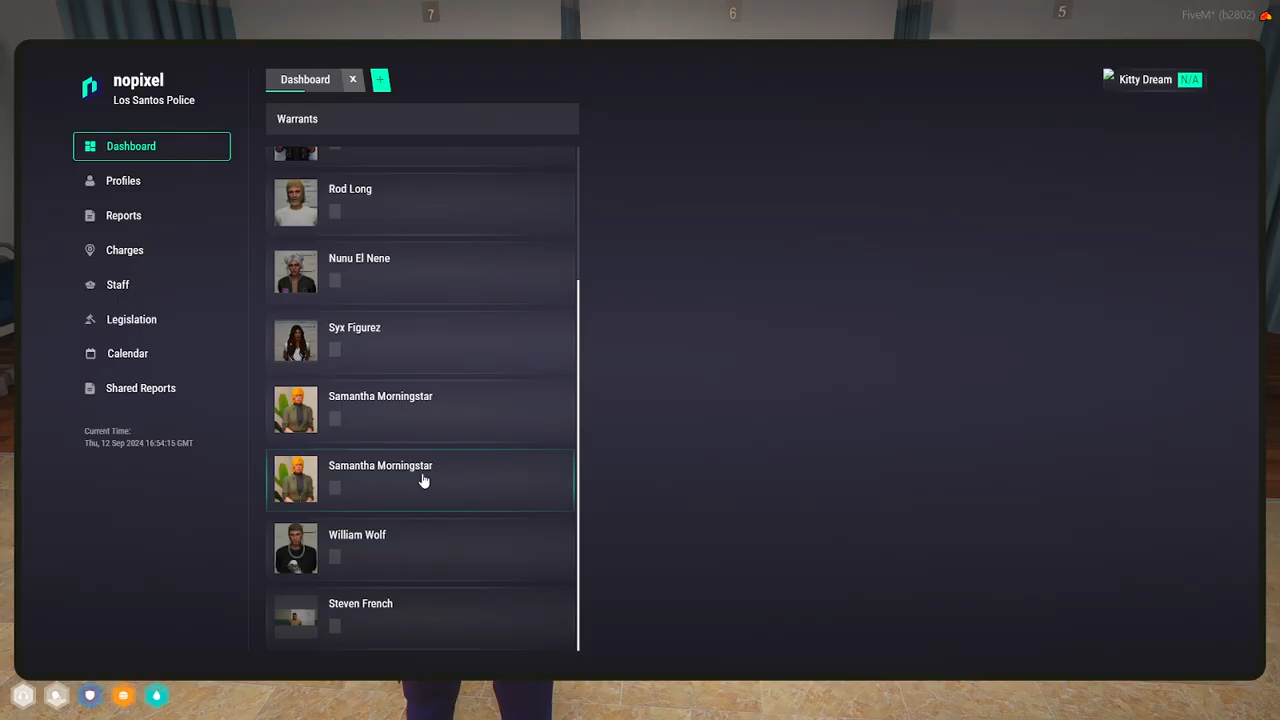 7
6
5
FiveM* (b2802)
nopixel
Los Santos Police
Dashboard
x
+
Kitty Dream
N/A
Warrants
Dashboard
Profiles
Reports
Charges
Staff
Legislation
Calendar
Shared Reports
Current Time:
Thu, 12 Sep 2024 16:54:15 GMT
Rod Long
Nunu El Nene
Syx Figurez
Samantha Morningstar
Samantha Morningstar
William Wolf
Steven French